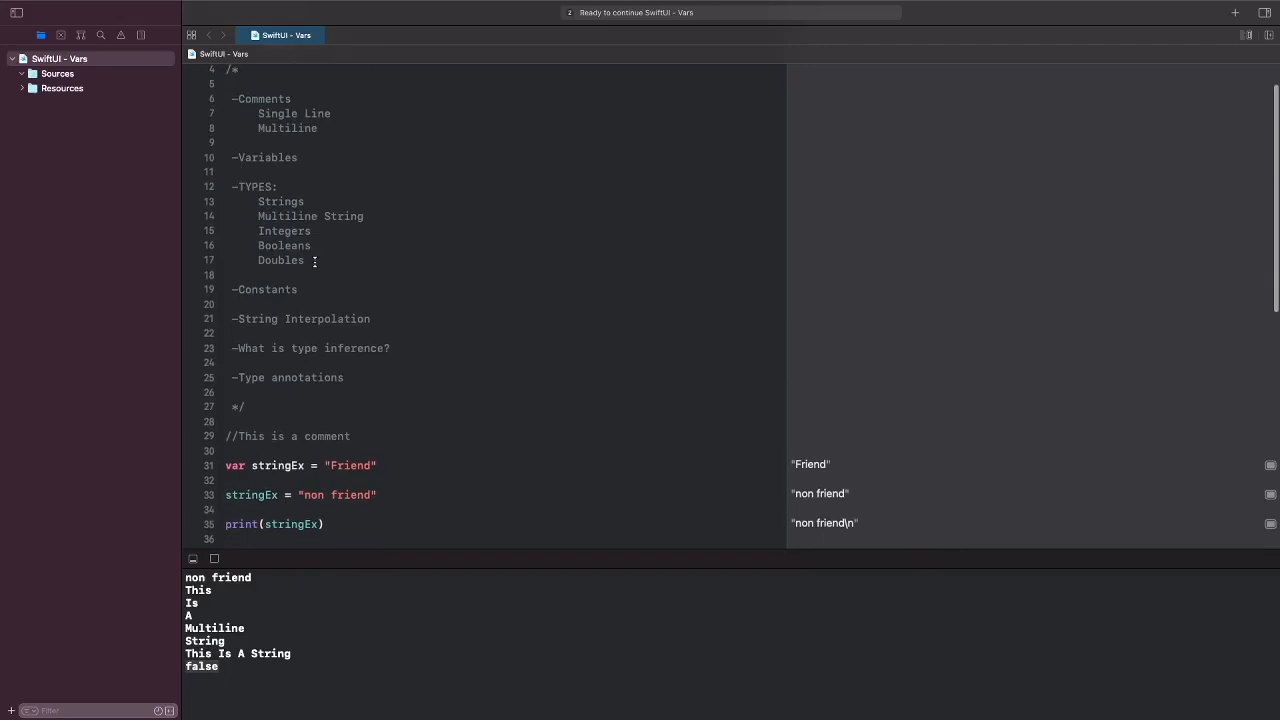 Ready to continue SwiftUI - Vars
SwiftUI - Vars
SwiftUI - Vars
SwiftUI - Vars
Sources
Resources
4 /*
5
6 -Comments
7 Single Line
8 Multiline
9
10 -Variables
11
12 -TYPES:
13 Strings
14 Multiline String
15 Integers
16 Booleans
17 Doubles
18
19 -Constants
20
21 -String Interpolation
22
23 -What is type inference?
24
25 -Type annotations
26
27 */
28
29 //This is a comment
30
31 var stringEx = "Friend" "Friend"
32
33 stringEx = "non friend" "non friend"
34
35 print(stringEx) "non friend\n"
36
non friend
This
Is
A
Multiline
String
This Is A String
false
Filter